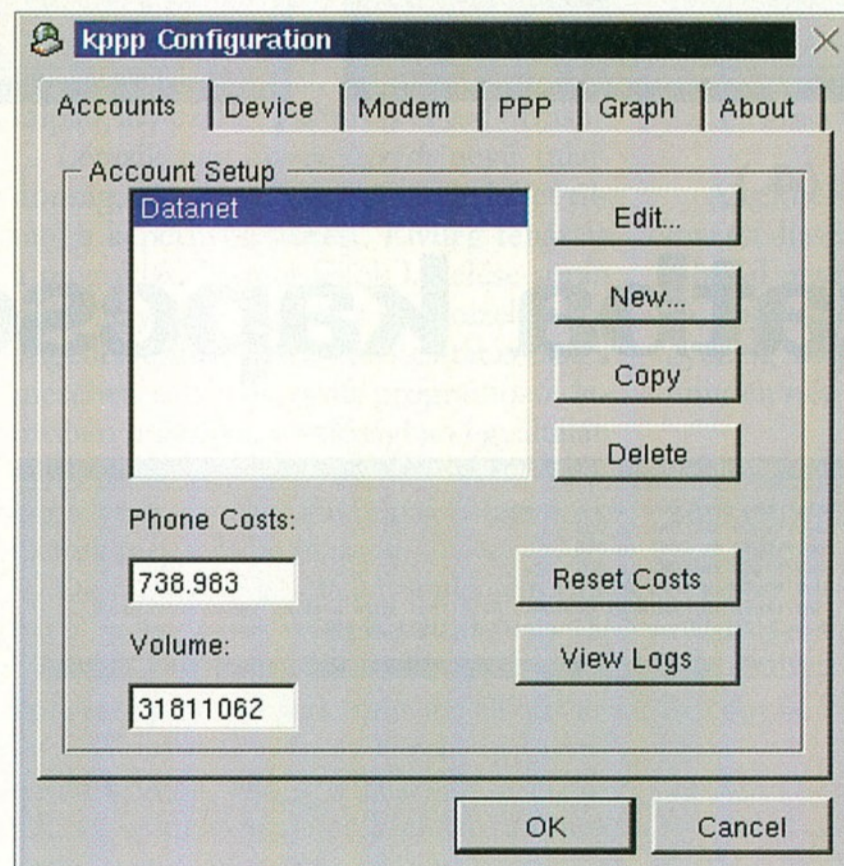 kppp Configuration
Accounts Device Modem PPP Graph About
Account Setup
Datanet
Edit...
New...
Copy
Delete
Phone Costs:
738.983
Reset Costs
Volume:
31811062
View Logs
OK Cancel